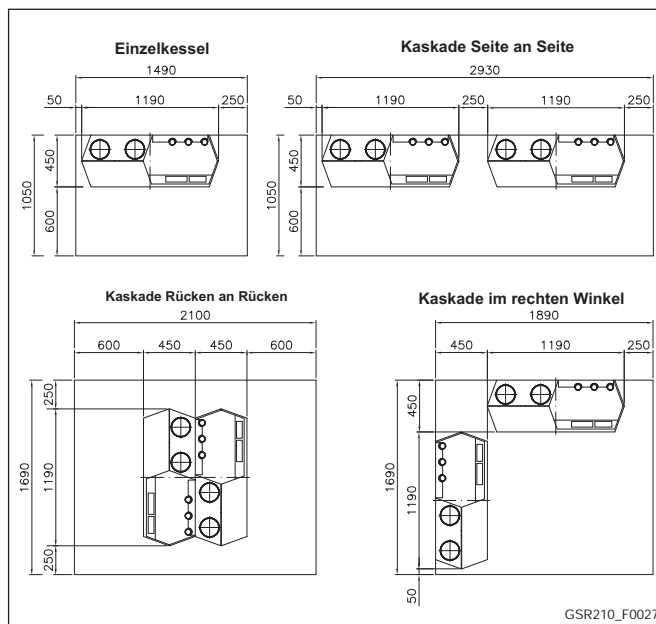 Einzelkessel
1490
50 1190 250
450
1050
600
Kaskade Seite an Seite
2930
50 1190 250 1190 250
450
1050
600
Kaskade Rücken an Rücken
2100
600 450 450 600
250
1690
1190
250
Kaskade im rechten Winkel
1890
450 1190 250
450
1690
1190
50
GSR210_F0027